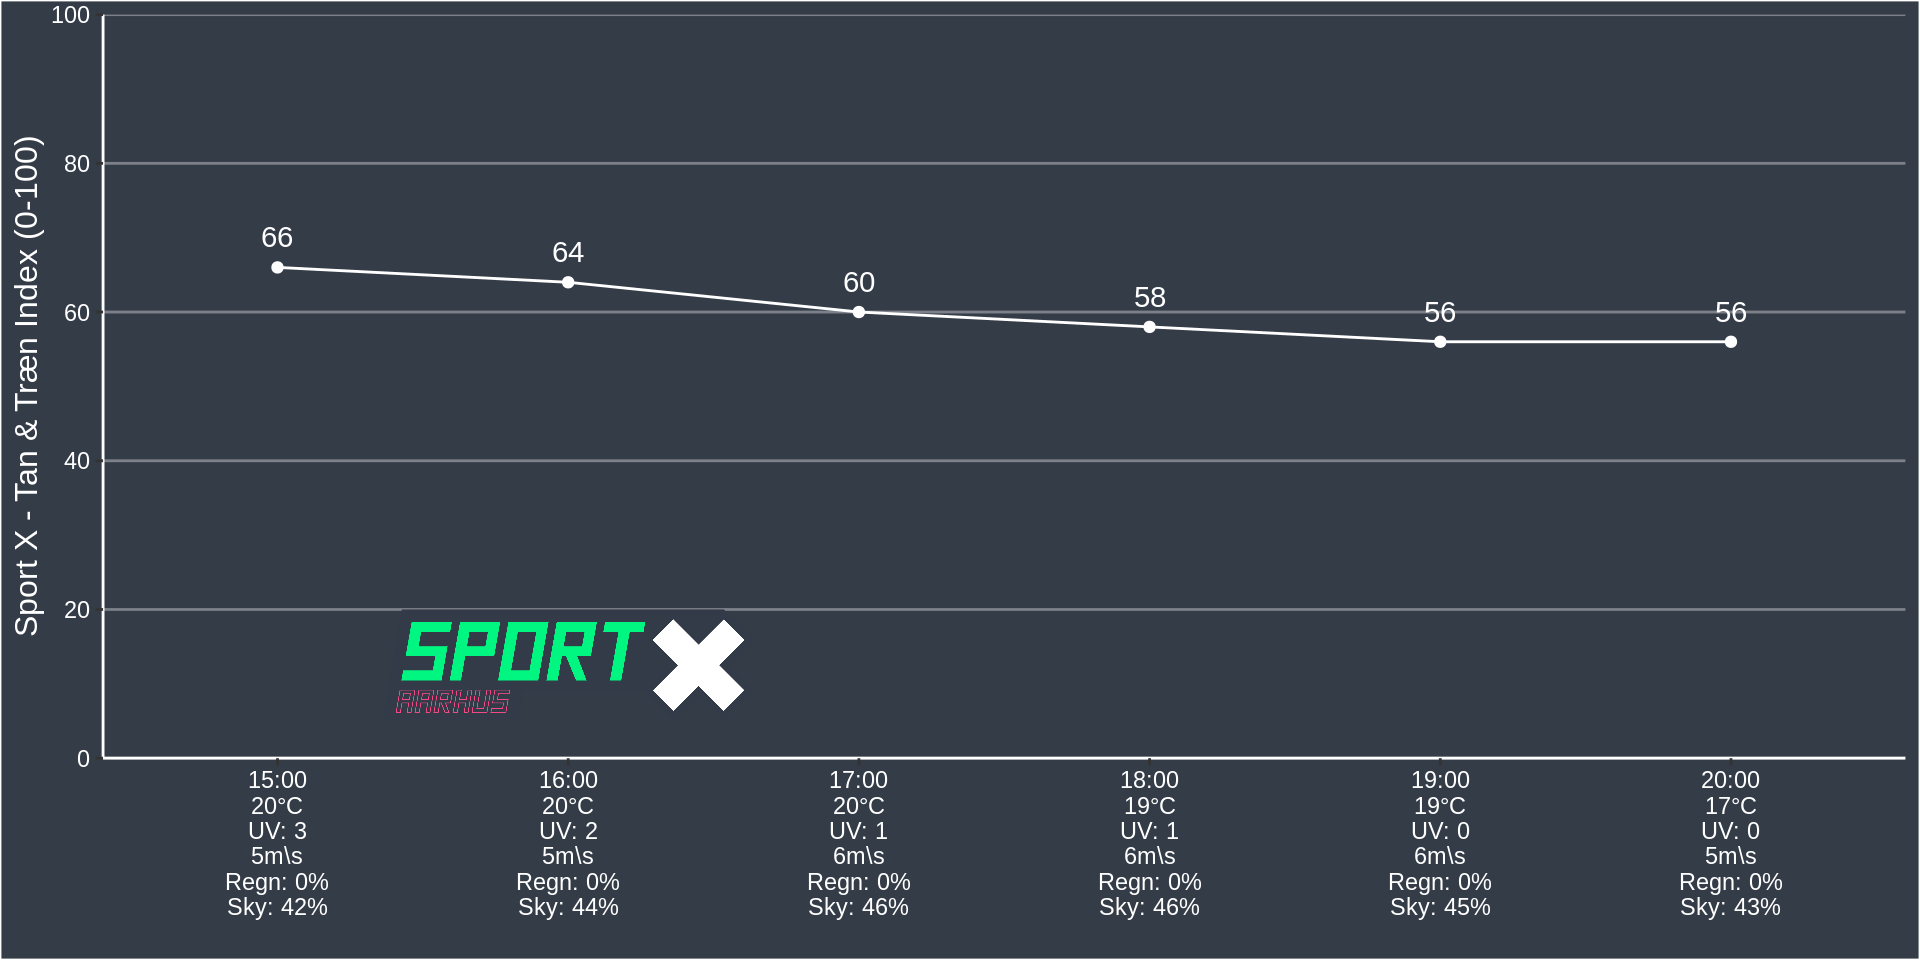 Sport X - Tan & Træn Index (0-100)
100
80
60
40
20
0
66
64
60
58
56
56
SPORT X
AARHUS
15:00
20°C
UV: 3
5m\s
Regn: 0%
Sky: 42%
16:00
20°C
UV: 2
5m\s
Regn: 0%
Sky: 44%
17:00
20°C
UV: 1
6m\s
Regn: 0%
Sky: 46%
18:00
19°C
UV: 1
6m\s
Regn: 0%
Sky: 46%
19:00
19°C
UV: 0
6m\s
Regn: 0%
Sky: 45%
20:00
17°C
UV: 0
5m\s
Regn: 0%
Sky: 43%